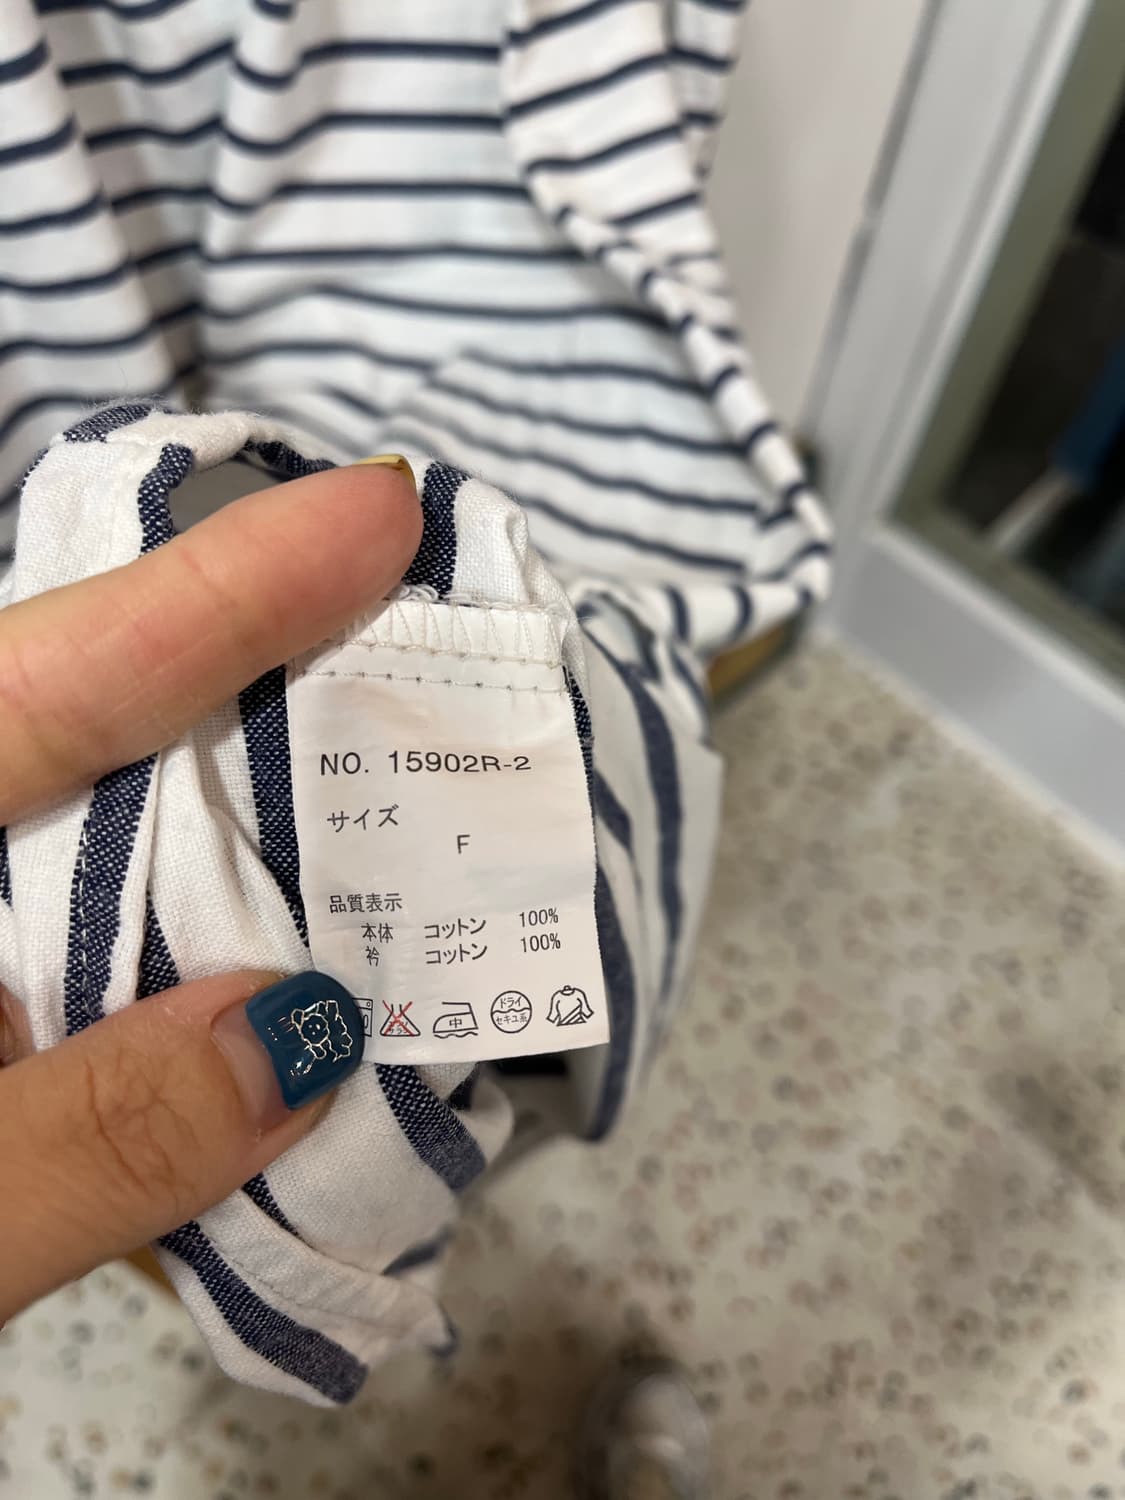 NO. 15902R-2
サイズ
F
品質表示
本体 コットン 100%
衿 コットン 100%
中 ドライ セキユ系